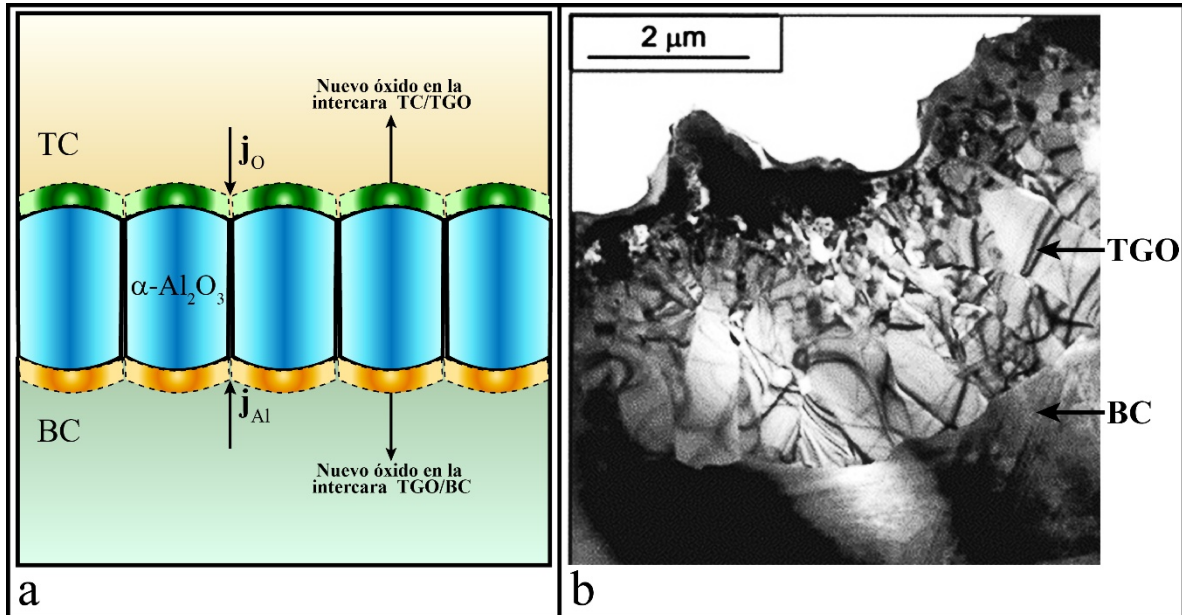 Nuevo óxido en la
intercara TC/TGO
TC
j_O
α-Al₂O₃
j_Al
BC
Nuevo óxido en la
intercara TGO/BC
a
2 µm
TGO
BC
b